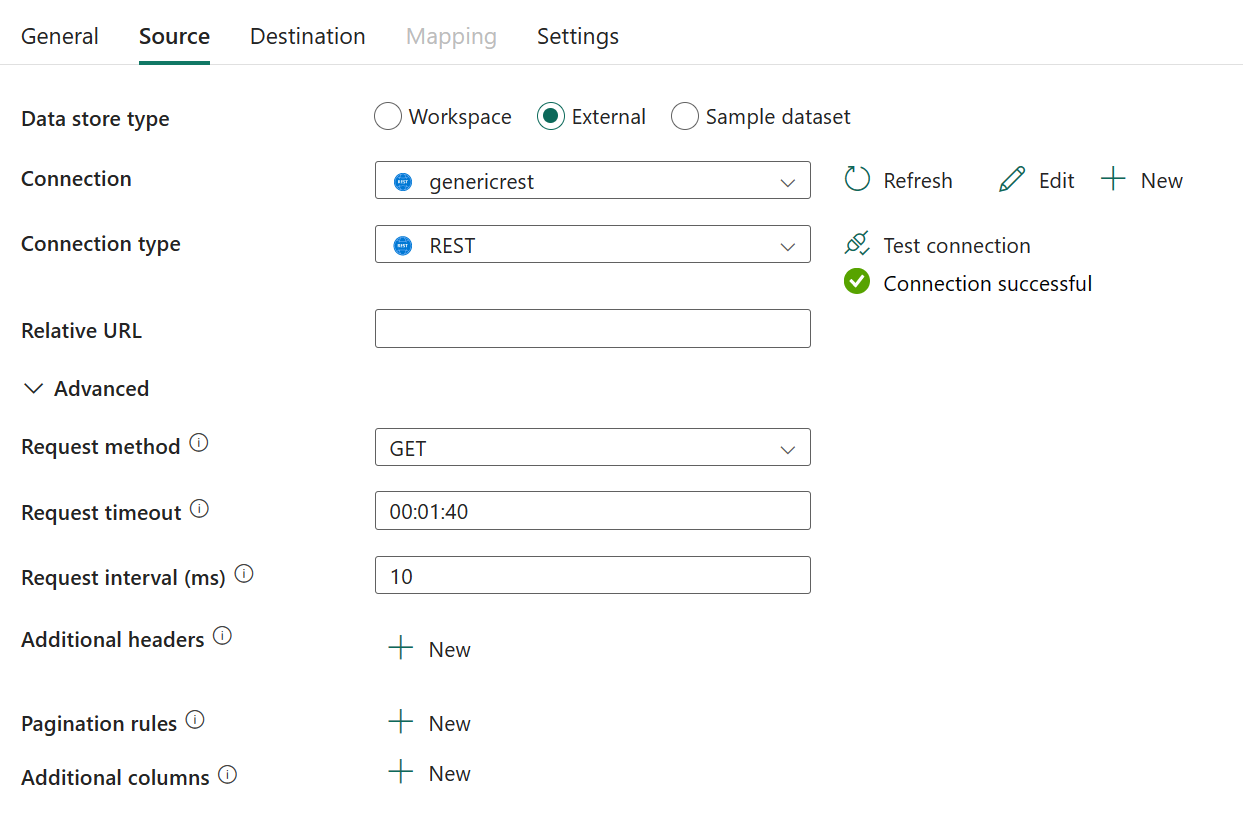 General Source Destination Mapping Settings
Data store type Workspace External Sample dataset
Connection REST genericrest Refresh Edit New
Connection type REST REST Test connection
Connection successful
Relative URL
Advanced
Request method GET
Request timeout 00:01:40
Request interval (ms) 10
Additional headers New
Pagination rules New
Additional columns New